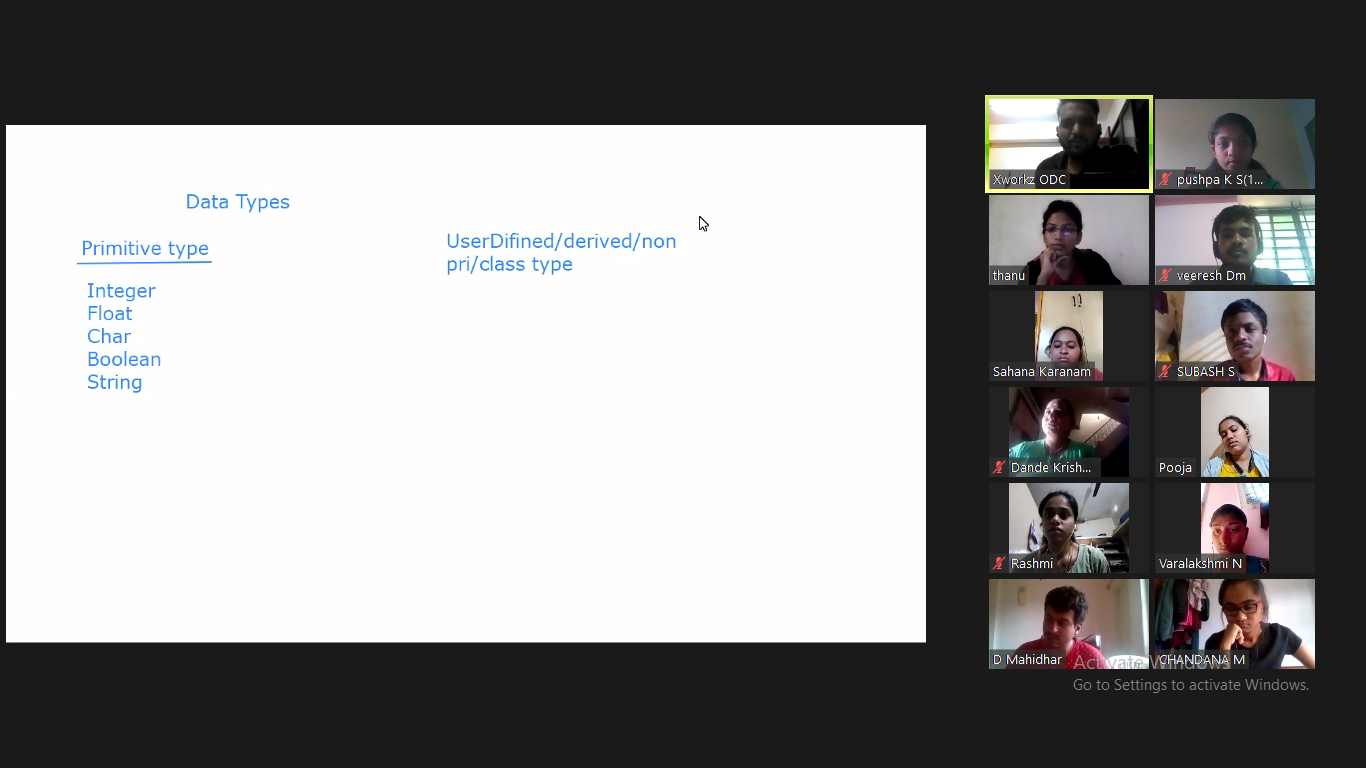 Data Types
Primitive type
Integer
Float
Char
Boolean
String
UserDifined/derived/non
pri/class type
Xworkz ODC
pushpa K S(1...
thanu
veeresh Dm
Sahana Karanam
SUBASH S
Dande Krish...
Pooja
Rashmi
Varalakshmi N
D Mahidhar
CHANDANA M
Activate Windows
Go to Settings to activate Windows.